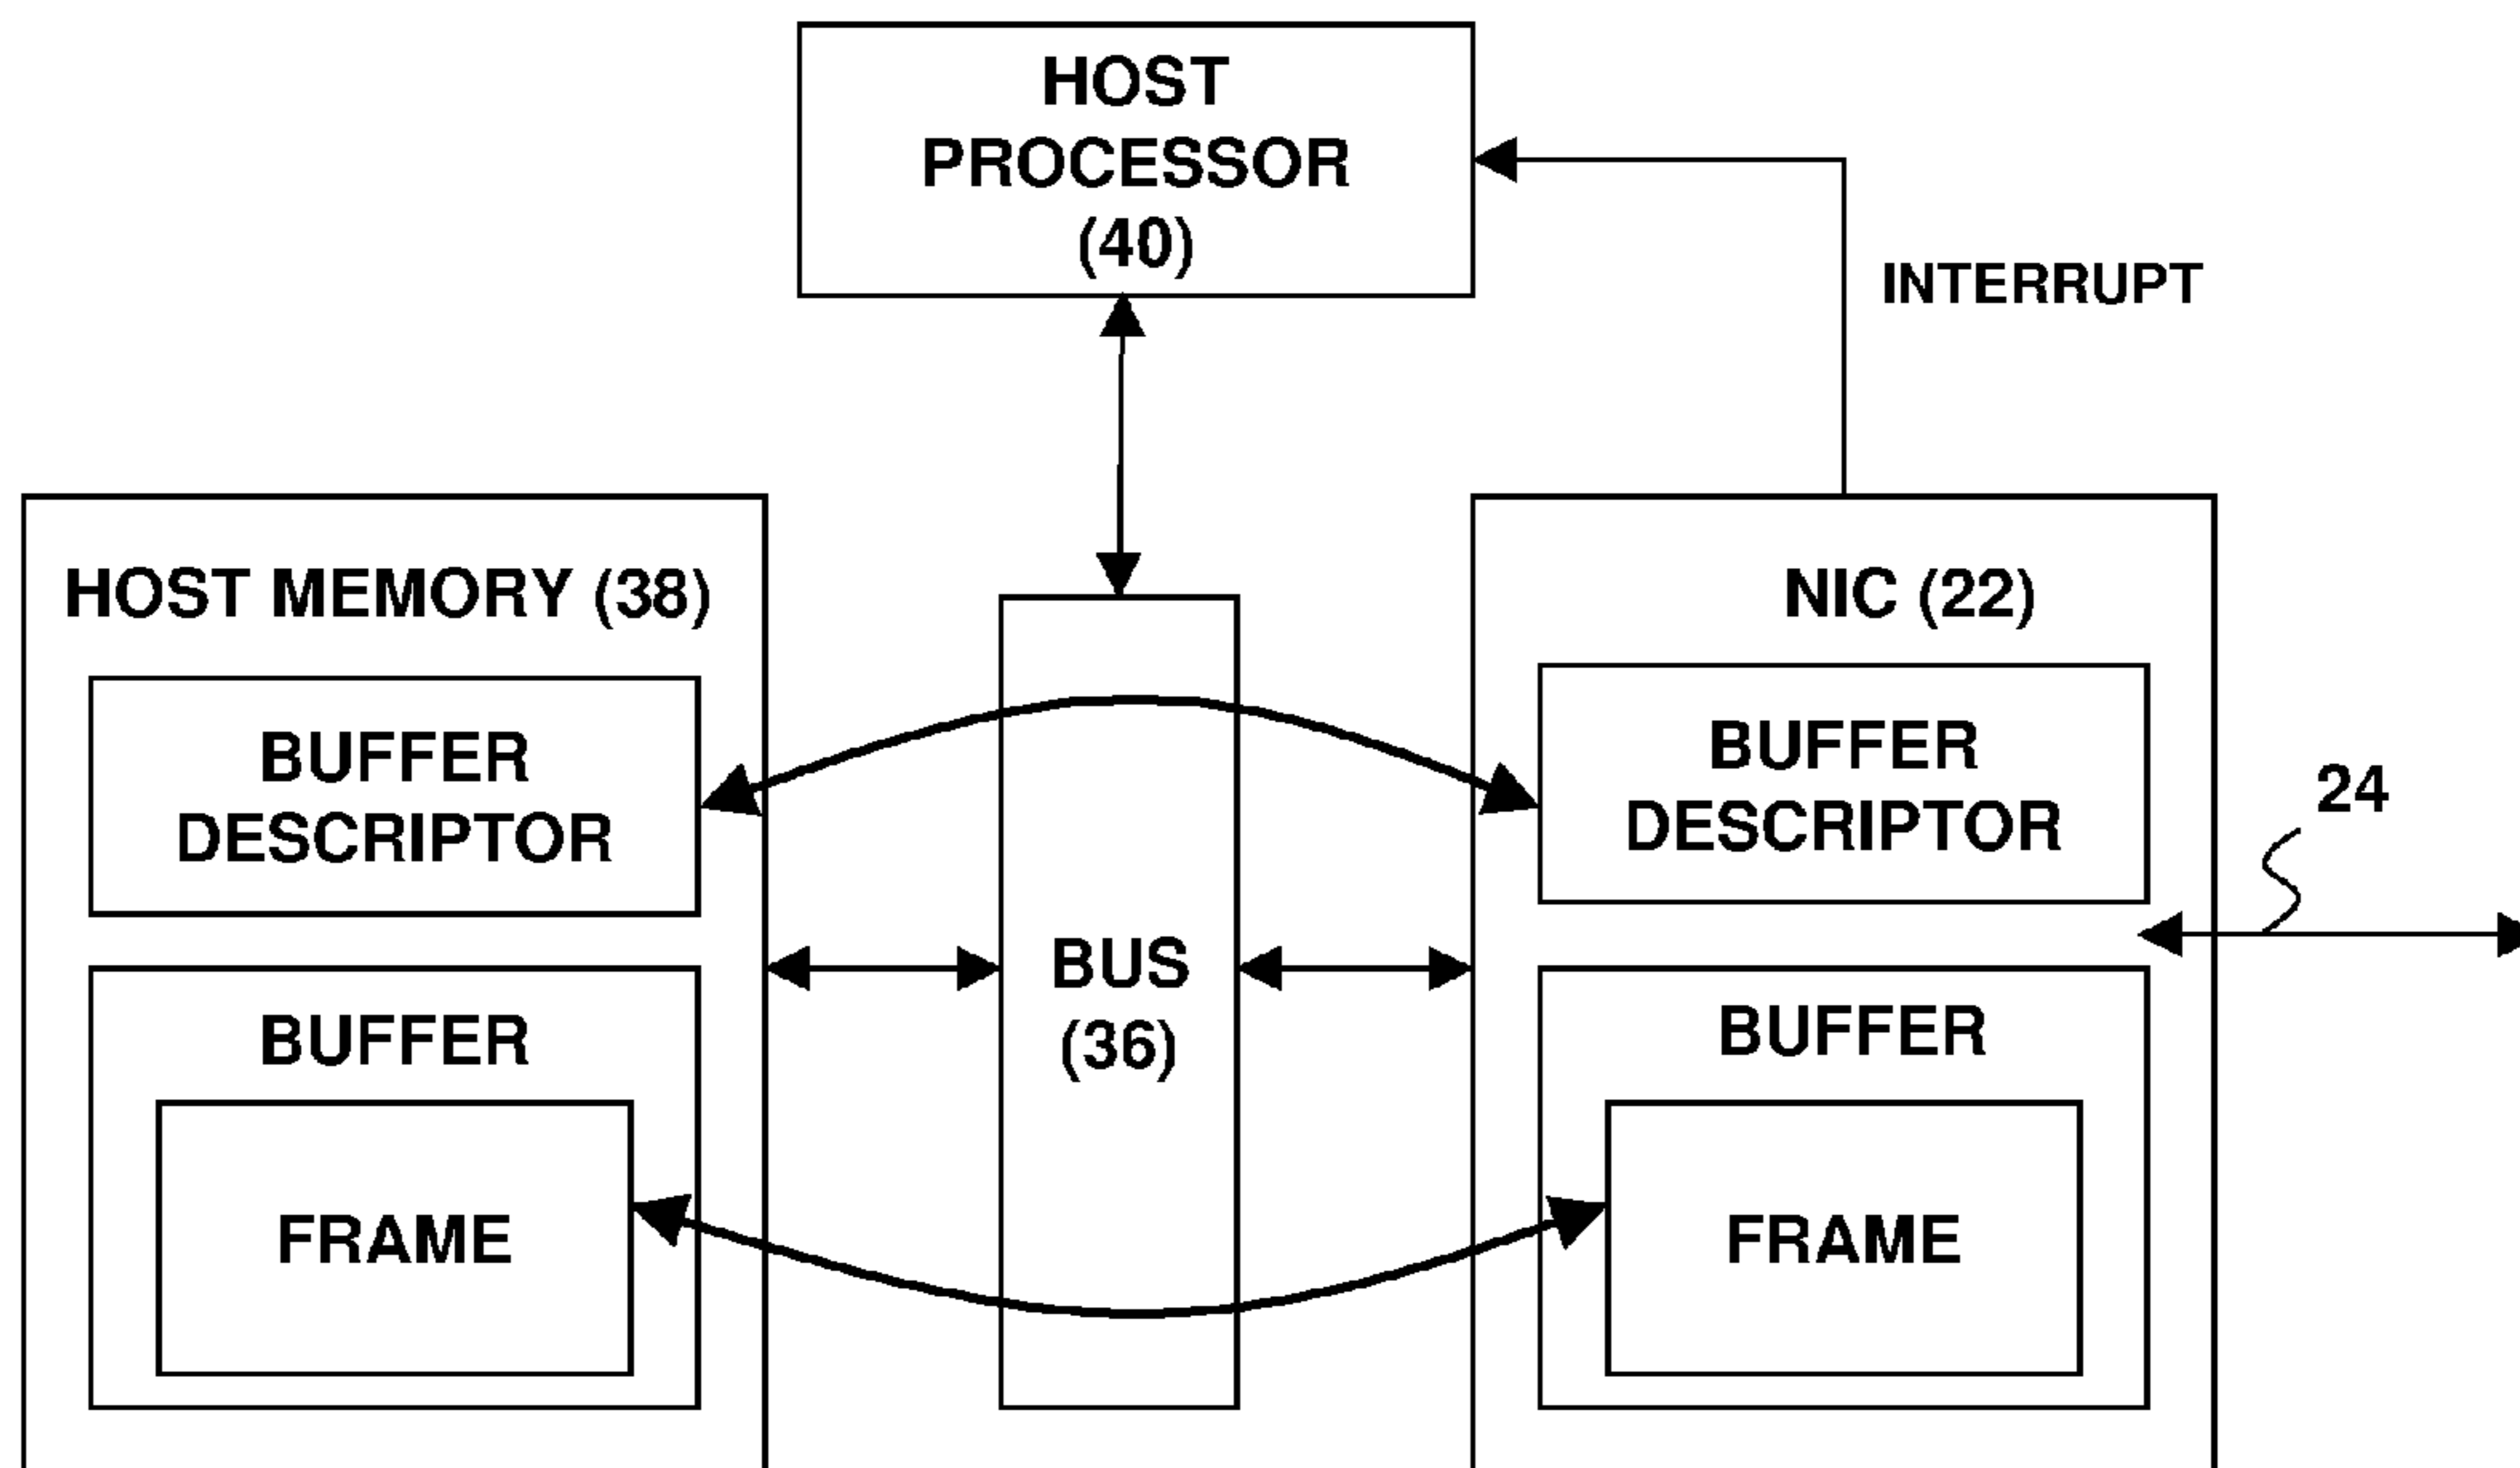 HOST
PROCESSOR
(40)
INTERRUPT
HOST MEMORY (38)
BUFFER
DESCRIPTOR
BUFFER
FRAME
BUS
(36)
NIC (22)
BUFFER
DESCRIPTOR
24
BUFFER
FRAME